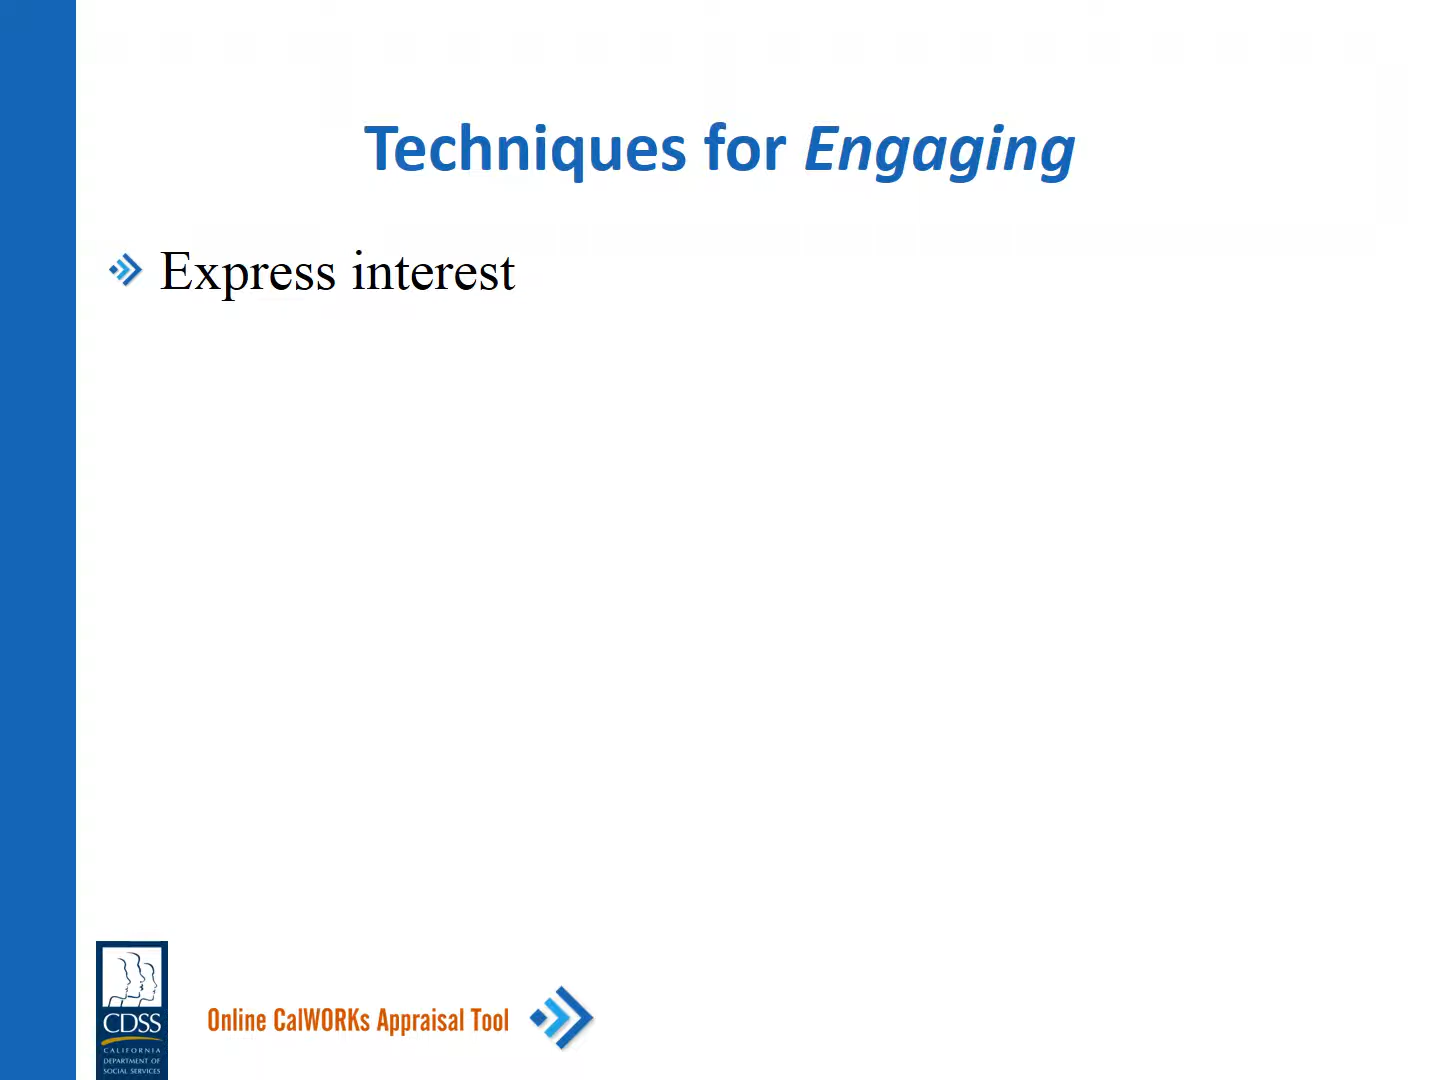 Techniques for Engaging
Express interest
CDSS
CALIFORNIA
DEPARTMENT OF
SOCIAL SERVICES
Online CalWORKs Appraisal Tool